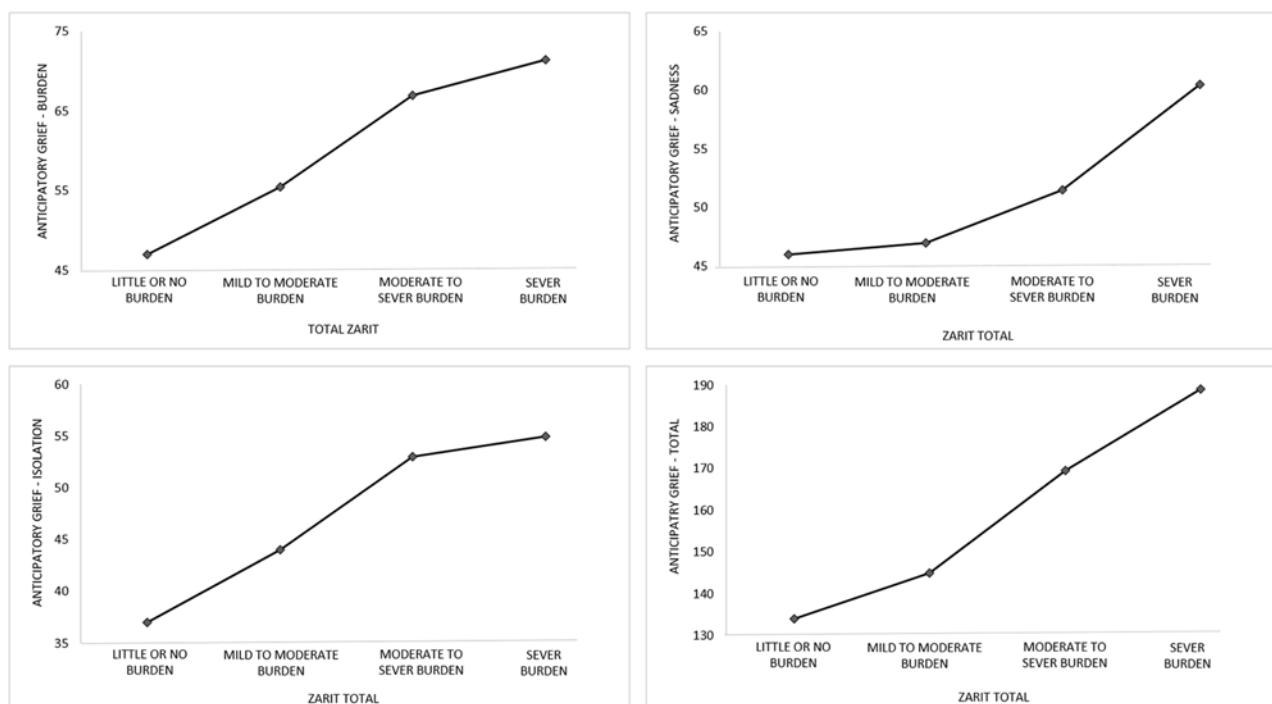 75
65
55
45
ANTICIPATORY GRIEF - BURDEN
LITTLE OR NO
BURDEN
MILD TO MODERATE
BURDEN
MODERATE TO
SEVER BURDEN
SEVER
BURDEN
TOTAL ZARIT
65
60
55
50
45
ANTICIPATORY GRIEF - SADNESS
LITTLE OR NO
BURDEN
MILD TO MODERATE
BURDEN
MODERATE TO
SEVER BURDEN
SEVER
BURDEN
ZARIT TOTAL
60
55
50
45
40
35
ANTICIPATORY GRIEF - ISOLATION
LITTLE OR NO
BURDEN
MILD TO MODERATE
BURDEN
MODERATE TO
SEVER BURDEN
SEVER
BURDEN
ZARIT TOTAL
190
180
170
160
150
140
130
ANTICIPATRY GRIEF - TOTAL
LITTLE OR NO
BURDEN
MILD TO MODERATE
BURDEN
MODERATE TO
SEVER BURDEN
SEVER
BURDEN
ZARIT TOTAL